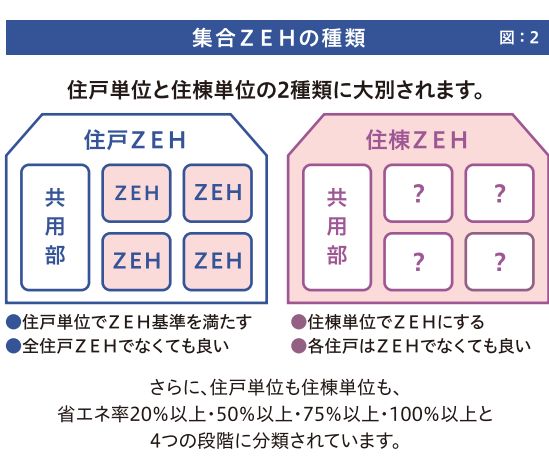 集合ＺＥＨの種類
図：2
住戸単位と住棟単位の2種類に大別されます。
住戸ＺＥＨ
共用部
ZEH
ZEH
ZEH
ZEH
●住戸単位でＺＥＨ基準を満たす
●全住戸ＺＥＨでなくても良い
住棟ＺＥＨ
共用部
？
？
？
？
●住棟単位でＺＥＨにする
●各住戸はＺＥＨでなくても良い
さらに、住戸単位も住棟単位も、
省エネ率20％以上・50％以上・75％以上・100％以上と
4つの段階に分類されています。